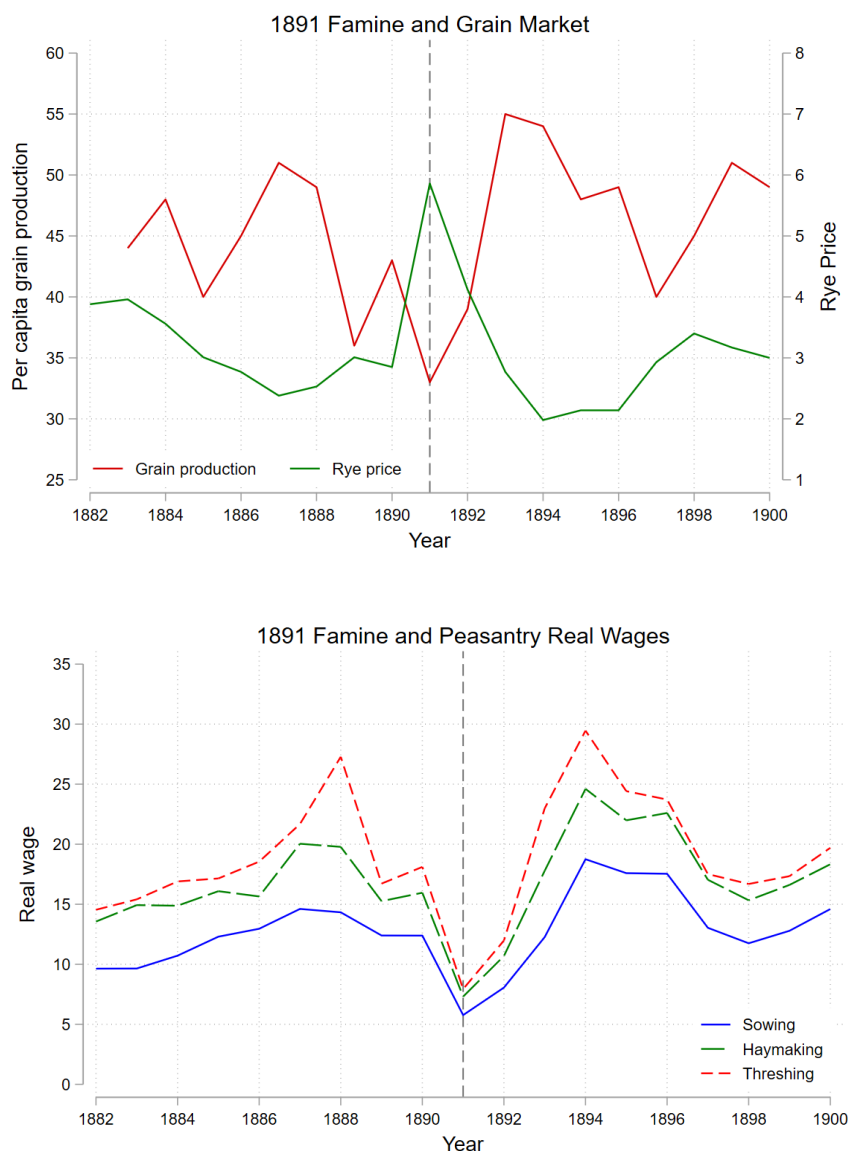 1891 Famine and Grain Market
60 8
55 7
50 6
45 5
40 4
35 3
30 2
25 1
Per capita grain production
Rye Price
Grain production Rye price
1882 1884 1886 1888 1890 1892 1894 1896 1898 1900
Year
1891 Famine and Peasantry Real Wages
35
30
25
20
15
10
5
0
Real wage
Sowing
Haymaking
Threshing
1882 1884 1886 1888 1890 1892 1894 1896 1898 1900
Year